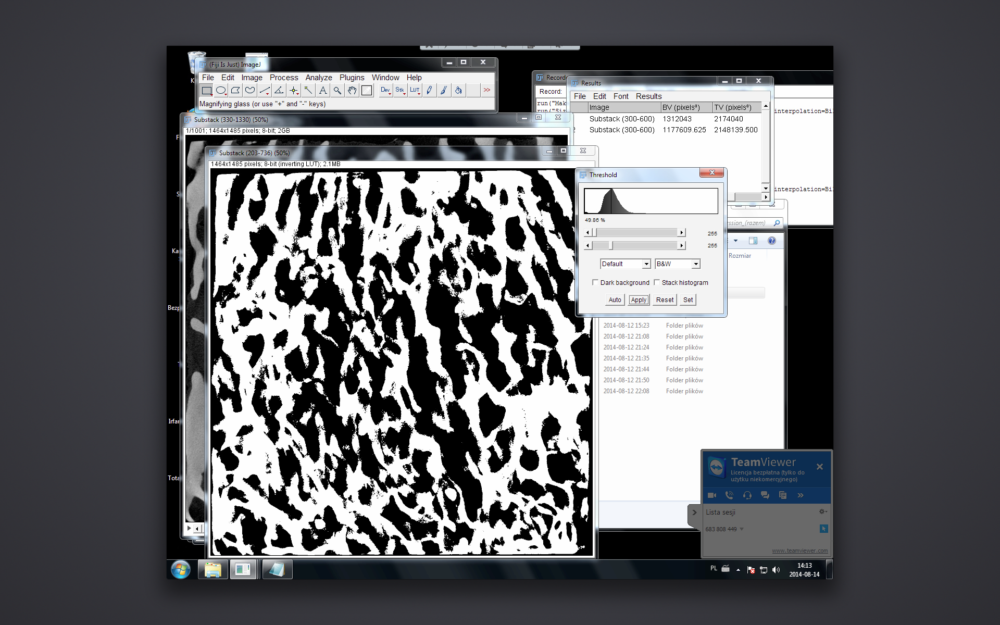 (Fiji Is Just) ImageJ
File Edit Image Process Analyze Plugins Window Help
Dev Stk LUT >>
Magnifying glass (or use "+" and "-" keys)
Substack (330-1330) (50%)
1/1001; 1464x1485 pixels; 8-bit; 2GB
Substack (203-736) (50%)
1464x1485 pixels; 8-bit (inverting LUT); 2.1MB
Record
Record:
run("Mak
run("Siz
interpolation=Bil
interpolation=Bil
Results
File Edit Font Results
Image BV (pixels³) TV (pixels³)
Substack (300-600) 1312043 2174040
2 Substack (300-600) 1177609.625 2148139.500
Threshold
49.86 %
255
255
Default B&W
Dark background Stack histogram
Auto Apply Reset Set
ession_(razem)
Rozmiar
2014-08-12 15:23 Folder plików
2014-08-12 21:08 Folder plików
2014-08-12 21:24 Folder plików
2014-08-12 21:35 Folder plików
2014-08-12 21:44 Folder plików
2014-08-12 21:50 Folder plików
2014-08-12 22:08 Folder plików
K
F
S
Ka
Bezp
Irfar
Tota
TeamViewer
Licencja bezpłatna (tylko do
użytku niekomercyjnego)
Lista sesji
683 808 449
www.teamviewer.com
PL
14:13
2014-08-14